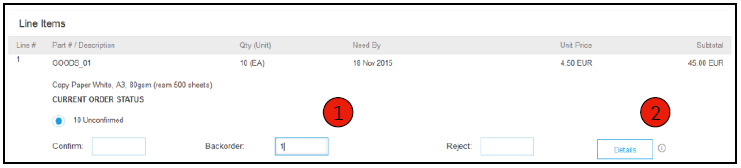 Line Items
Line # Part # / Description Qty (Unit) Need By Unit Price Subtotal
1 GOODS_01 10 (EA) 18 Nov 2015 4.50 EUR 45.00 EUR
Copy Paper White, A3, 80gsm (ream 500 sheets)
CURRENT ORDER STATUS
10 Unconfirmed
1 2
Confirm: Backorder: 1 Reject: Details